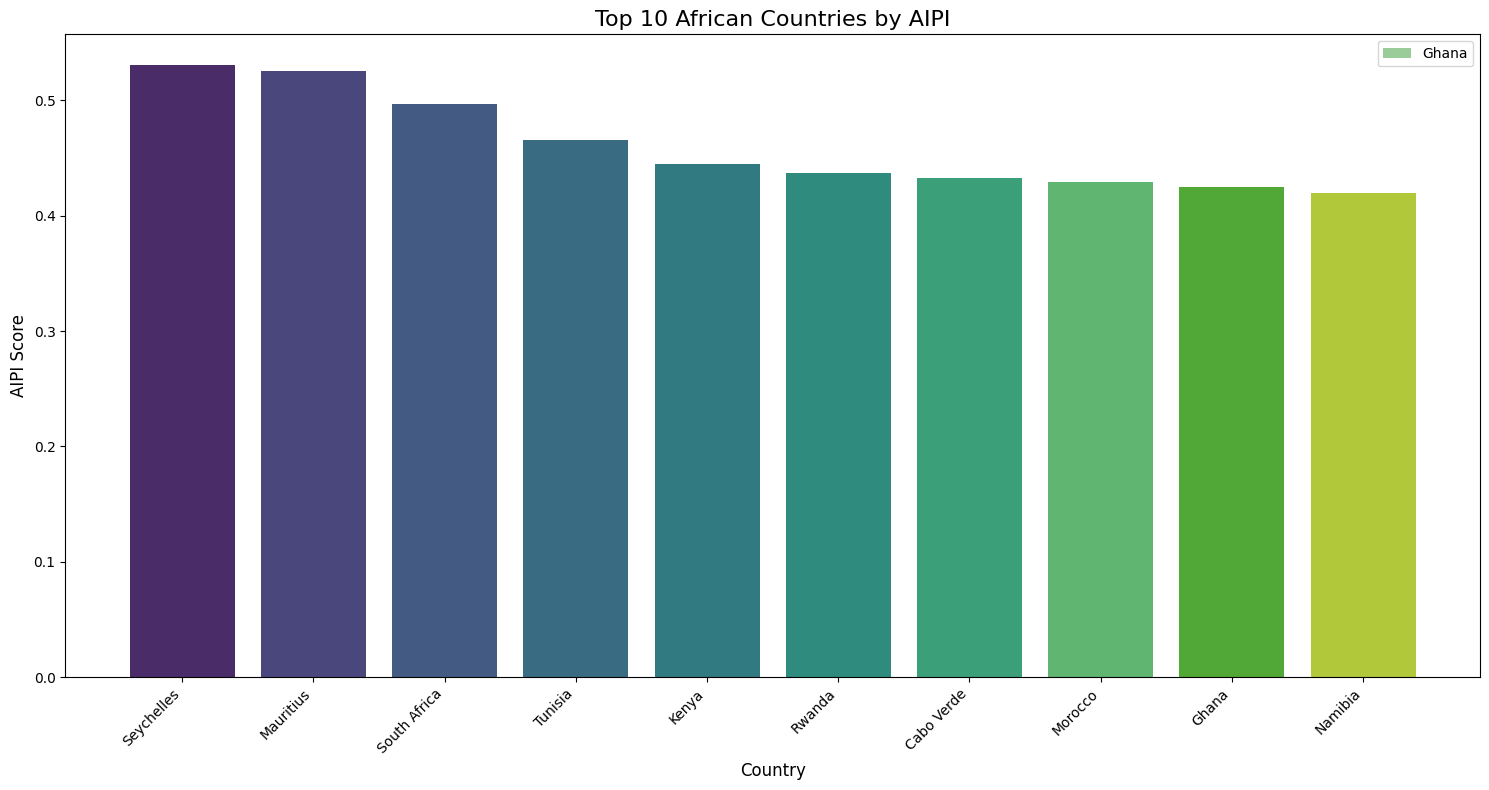 Top 10 African Countries by AIPI
Ghana
AIPI Score
0.5
0.4
0.3
0.2
0.1
0.0
Seychelles
Mauritius
South Africa
Tunisia
Kenya
Rwanda
Cabo Verde
Morocco
Ghana
Namibia
Country